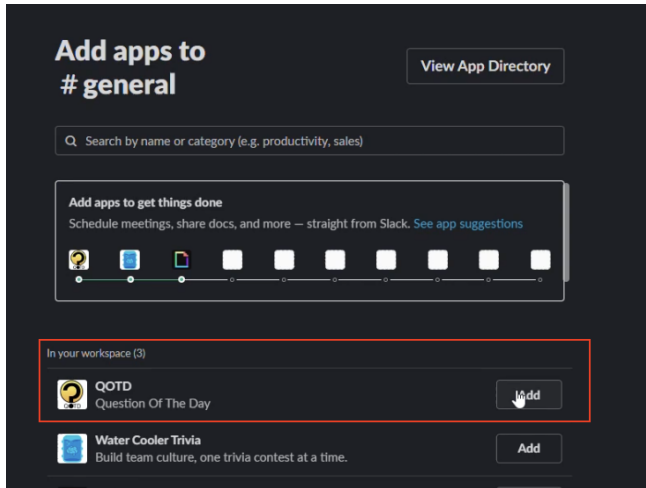 Add apps to
# general
View App Directory
Search by name or category (e.g. productivity, sales)
Add apps to get things done
Schedule meetings, share docs, and more — straight from Slack. See app suggestions
In your workspace (3)
QOTD
QOTD
Question Of The Day
Add
Water Cooler Trivia
Build team culture, one trivia contest at a time.
Add